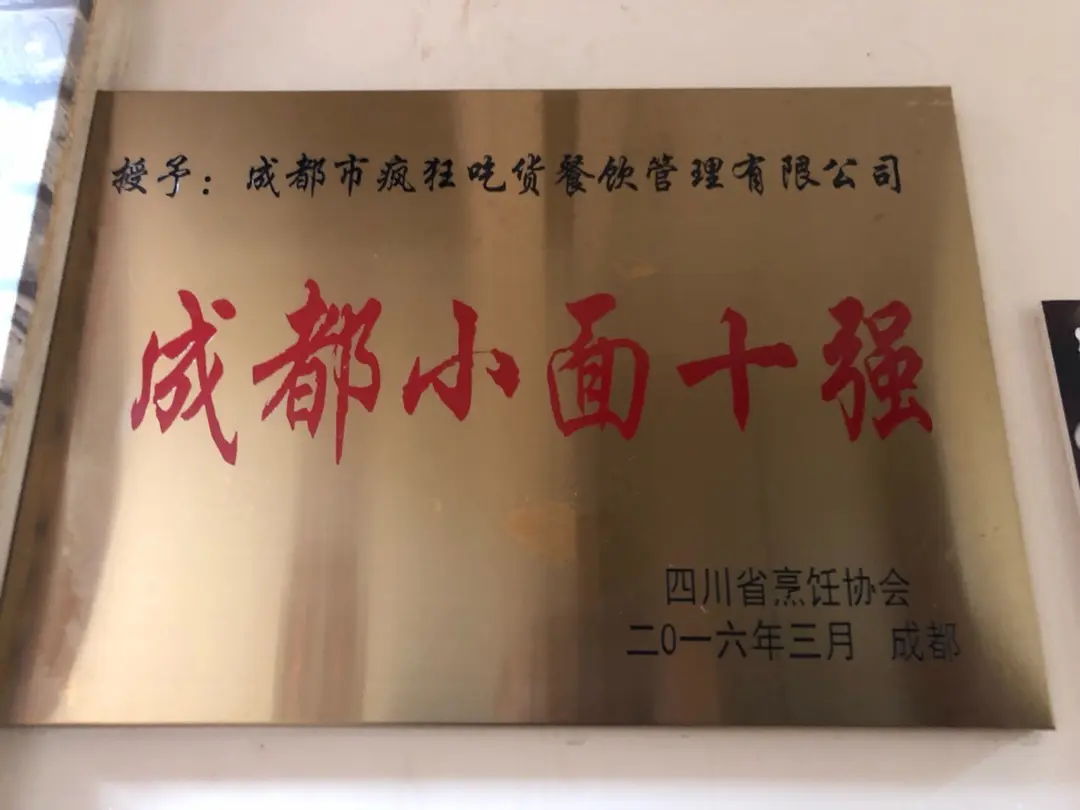 授予：成都市疯狂吃货餐饮管理有限公司
成都小面十强
四川省烹饪协会
二0一六年三月 成都